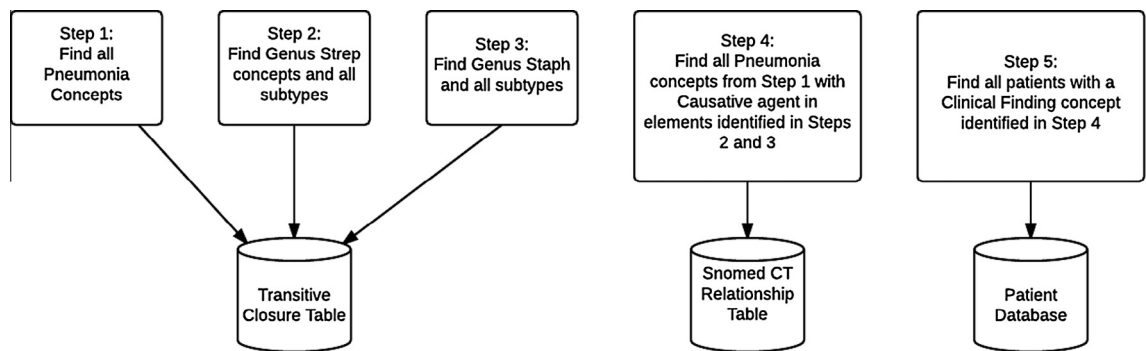 Step 1:
Find all
Pneumonia
Concepts
Step 2:
Find Genus Strep
concepts and all
subtypes
Step 3:
Find Genus Staph
and all subtypes
Step 4:
Find all Pneumonia
concepts from Step 1 with
Causative agent in
elements identified in Steps
2 and 3
Step 5:
Find all patients with a
Clinical Finding concept
identified in Step 4
Transitive
Closure Table
Snomed CT
Relationship
Table
Patient
Database